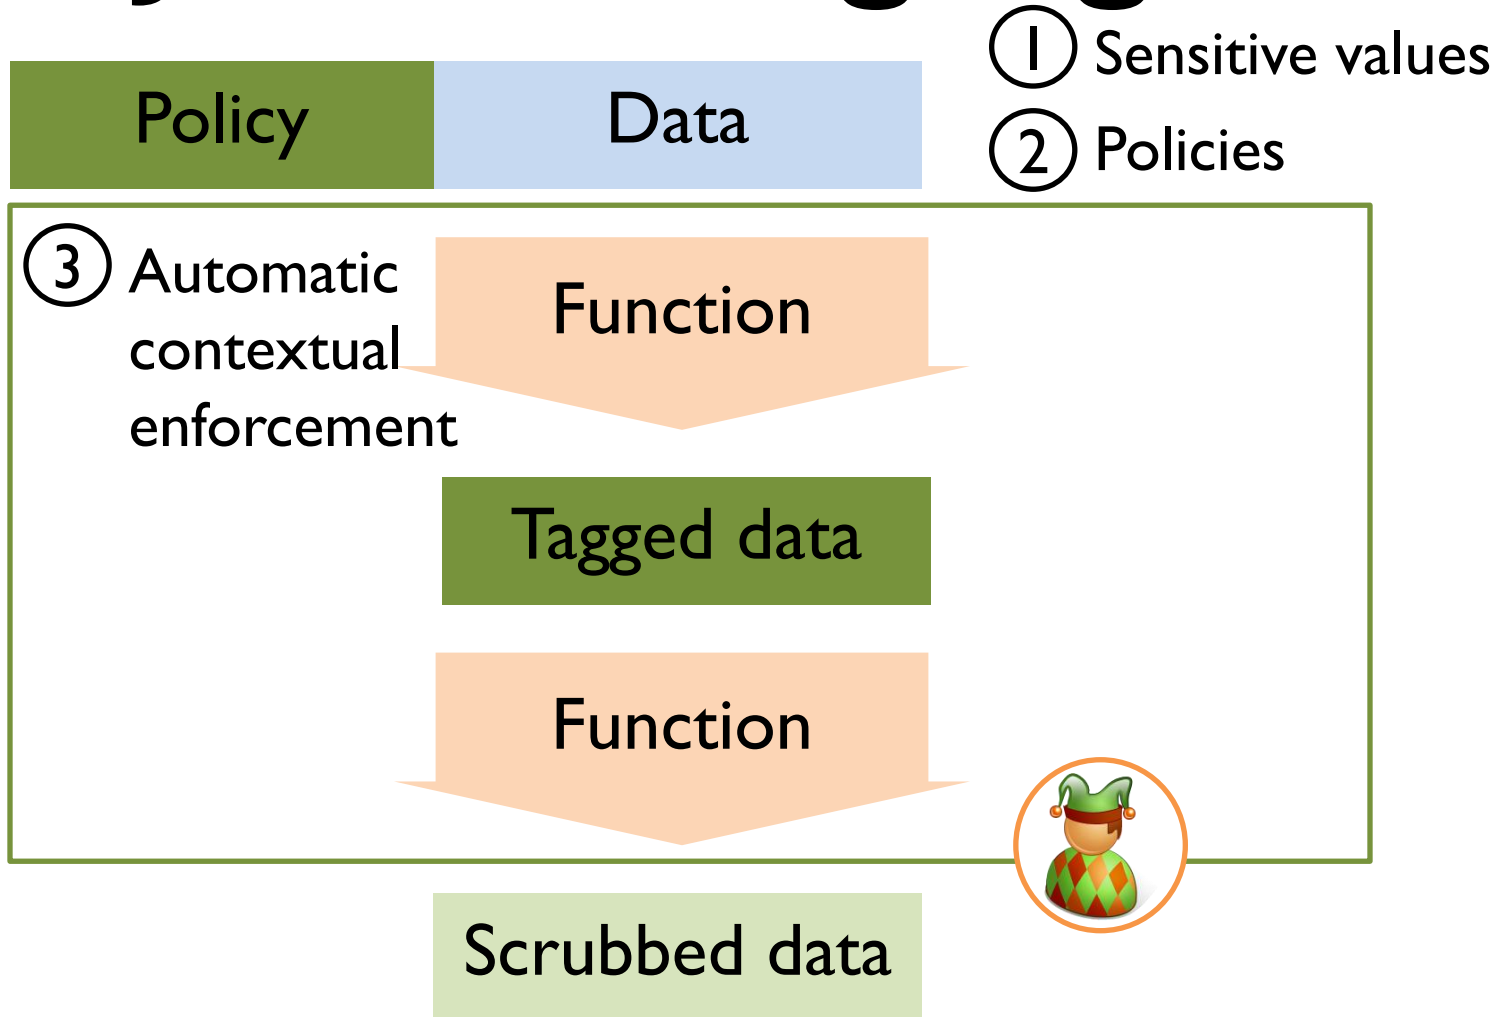 Policy
Data
1 Sensitive values
2 Policies
3 Automatic
contextual
enforcement
Function
Tagged data
Function
Scrubbed data